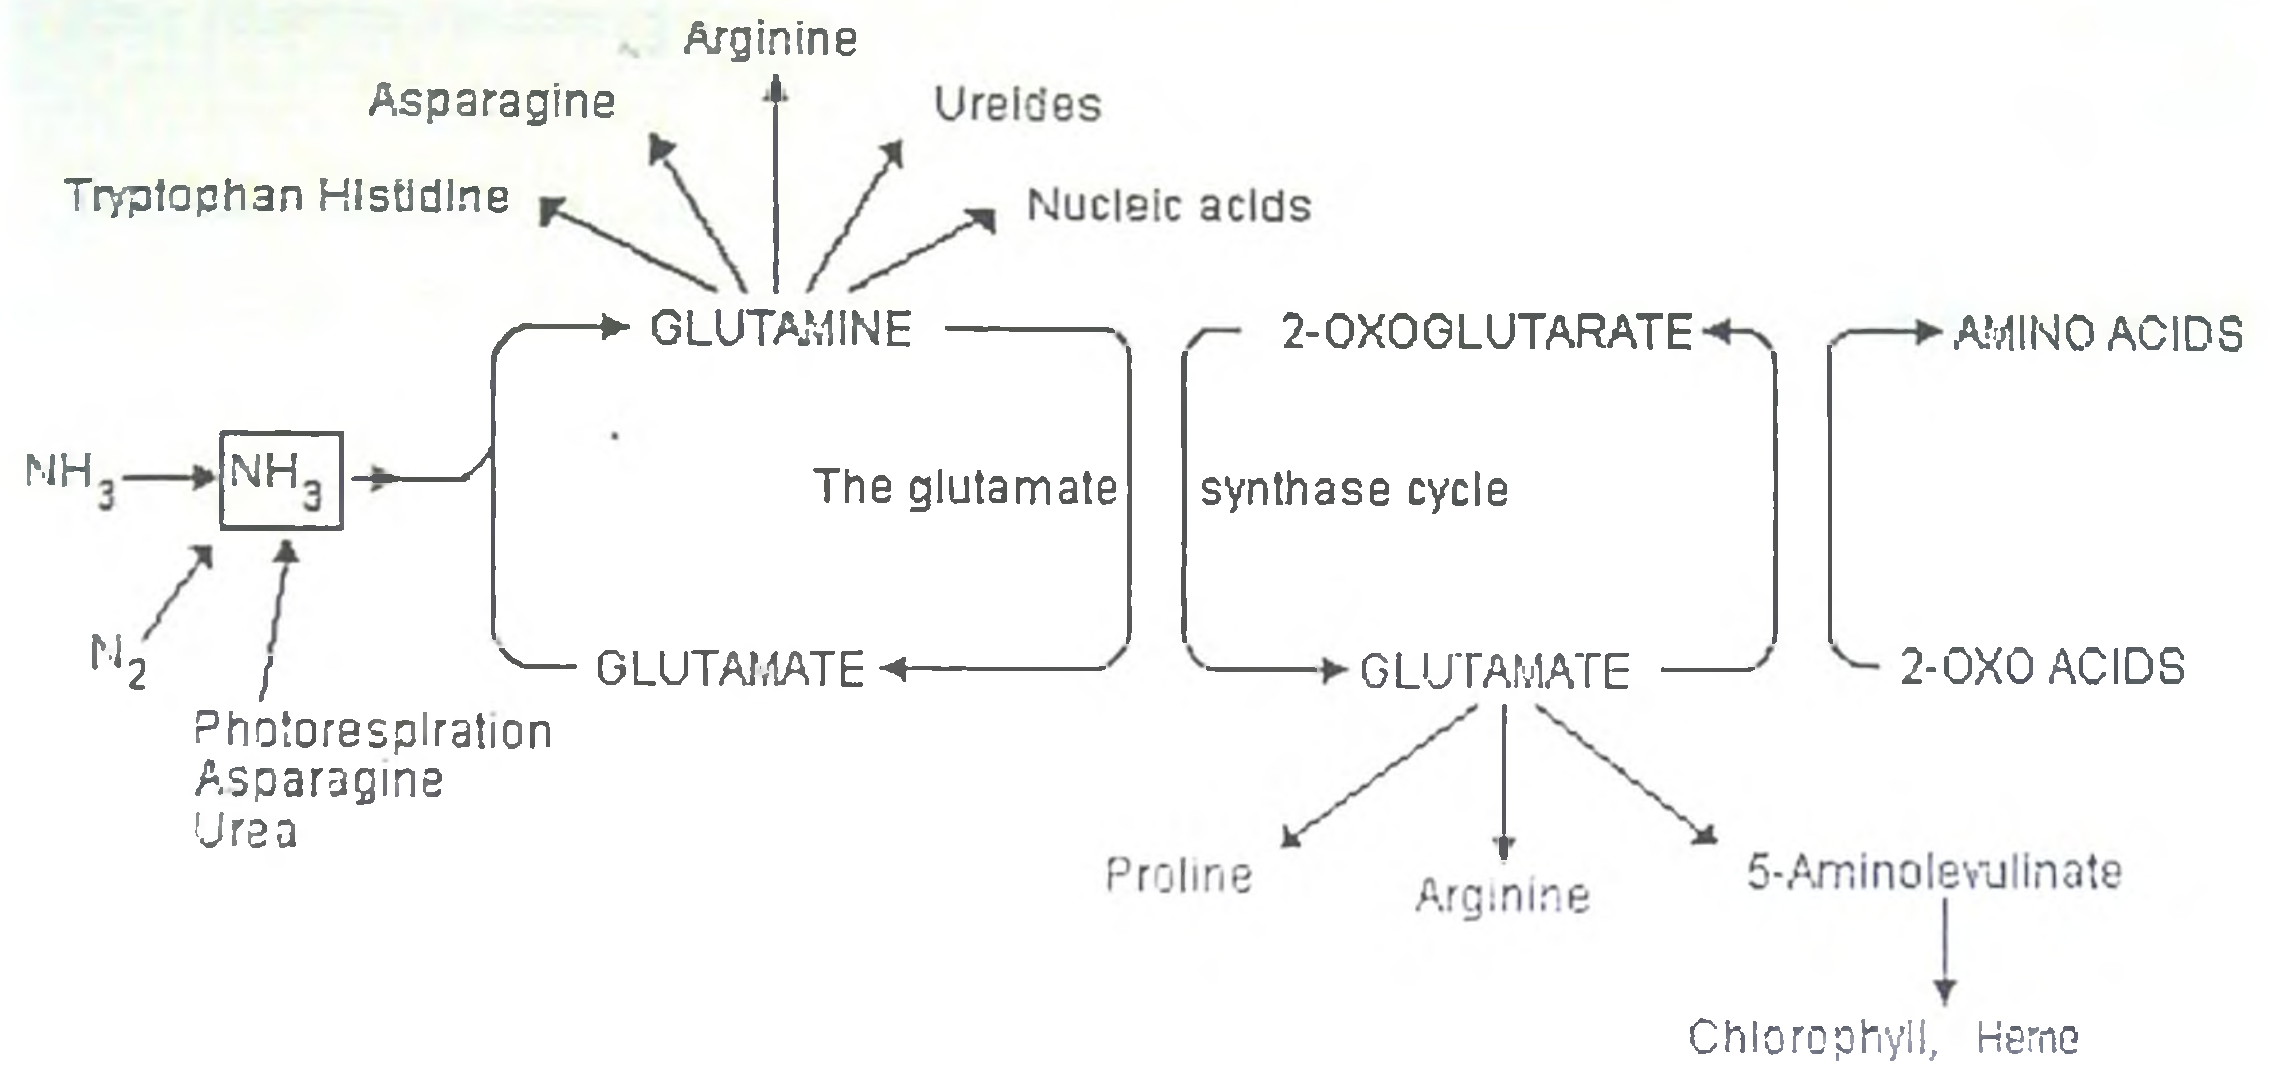 Arginine
Asparagine
Ureides
Tryptophan Histidine
Nucleic acids
GLUTAMINE
2-OXOGLUTARATE
AMINO ACIDS
NH3
NH3
The glutamate synthase cycle
N2
GLUTAMATE
GLUTAMATE
2-OXO ACIDS
Photorespiration
Asparagine
Urea
Proline
Arginine
5-Aminolevulinate
Chlorophyll, Heme